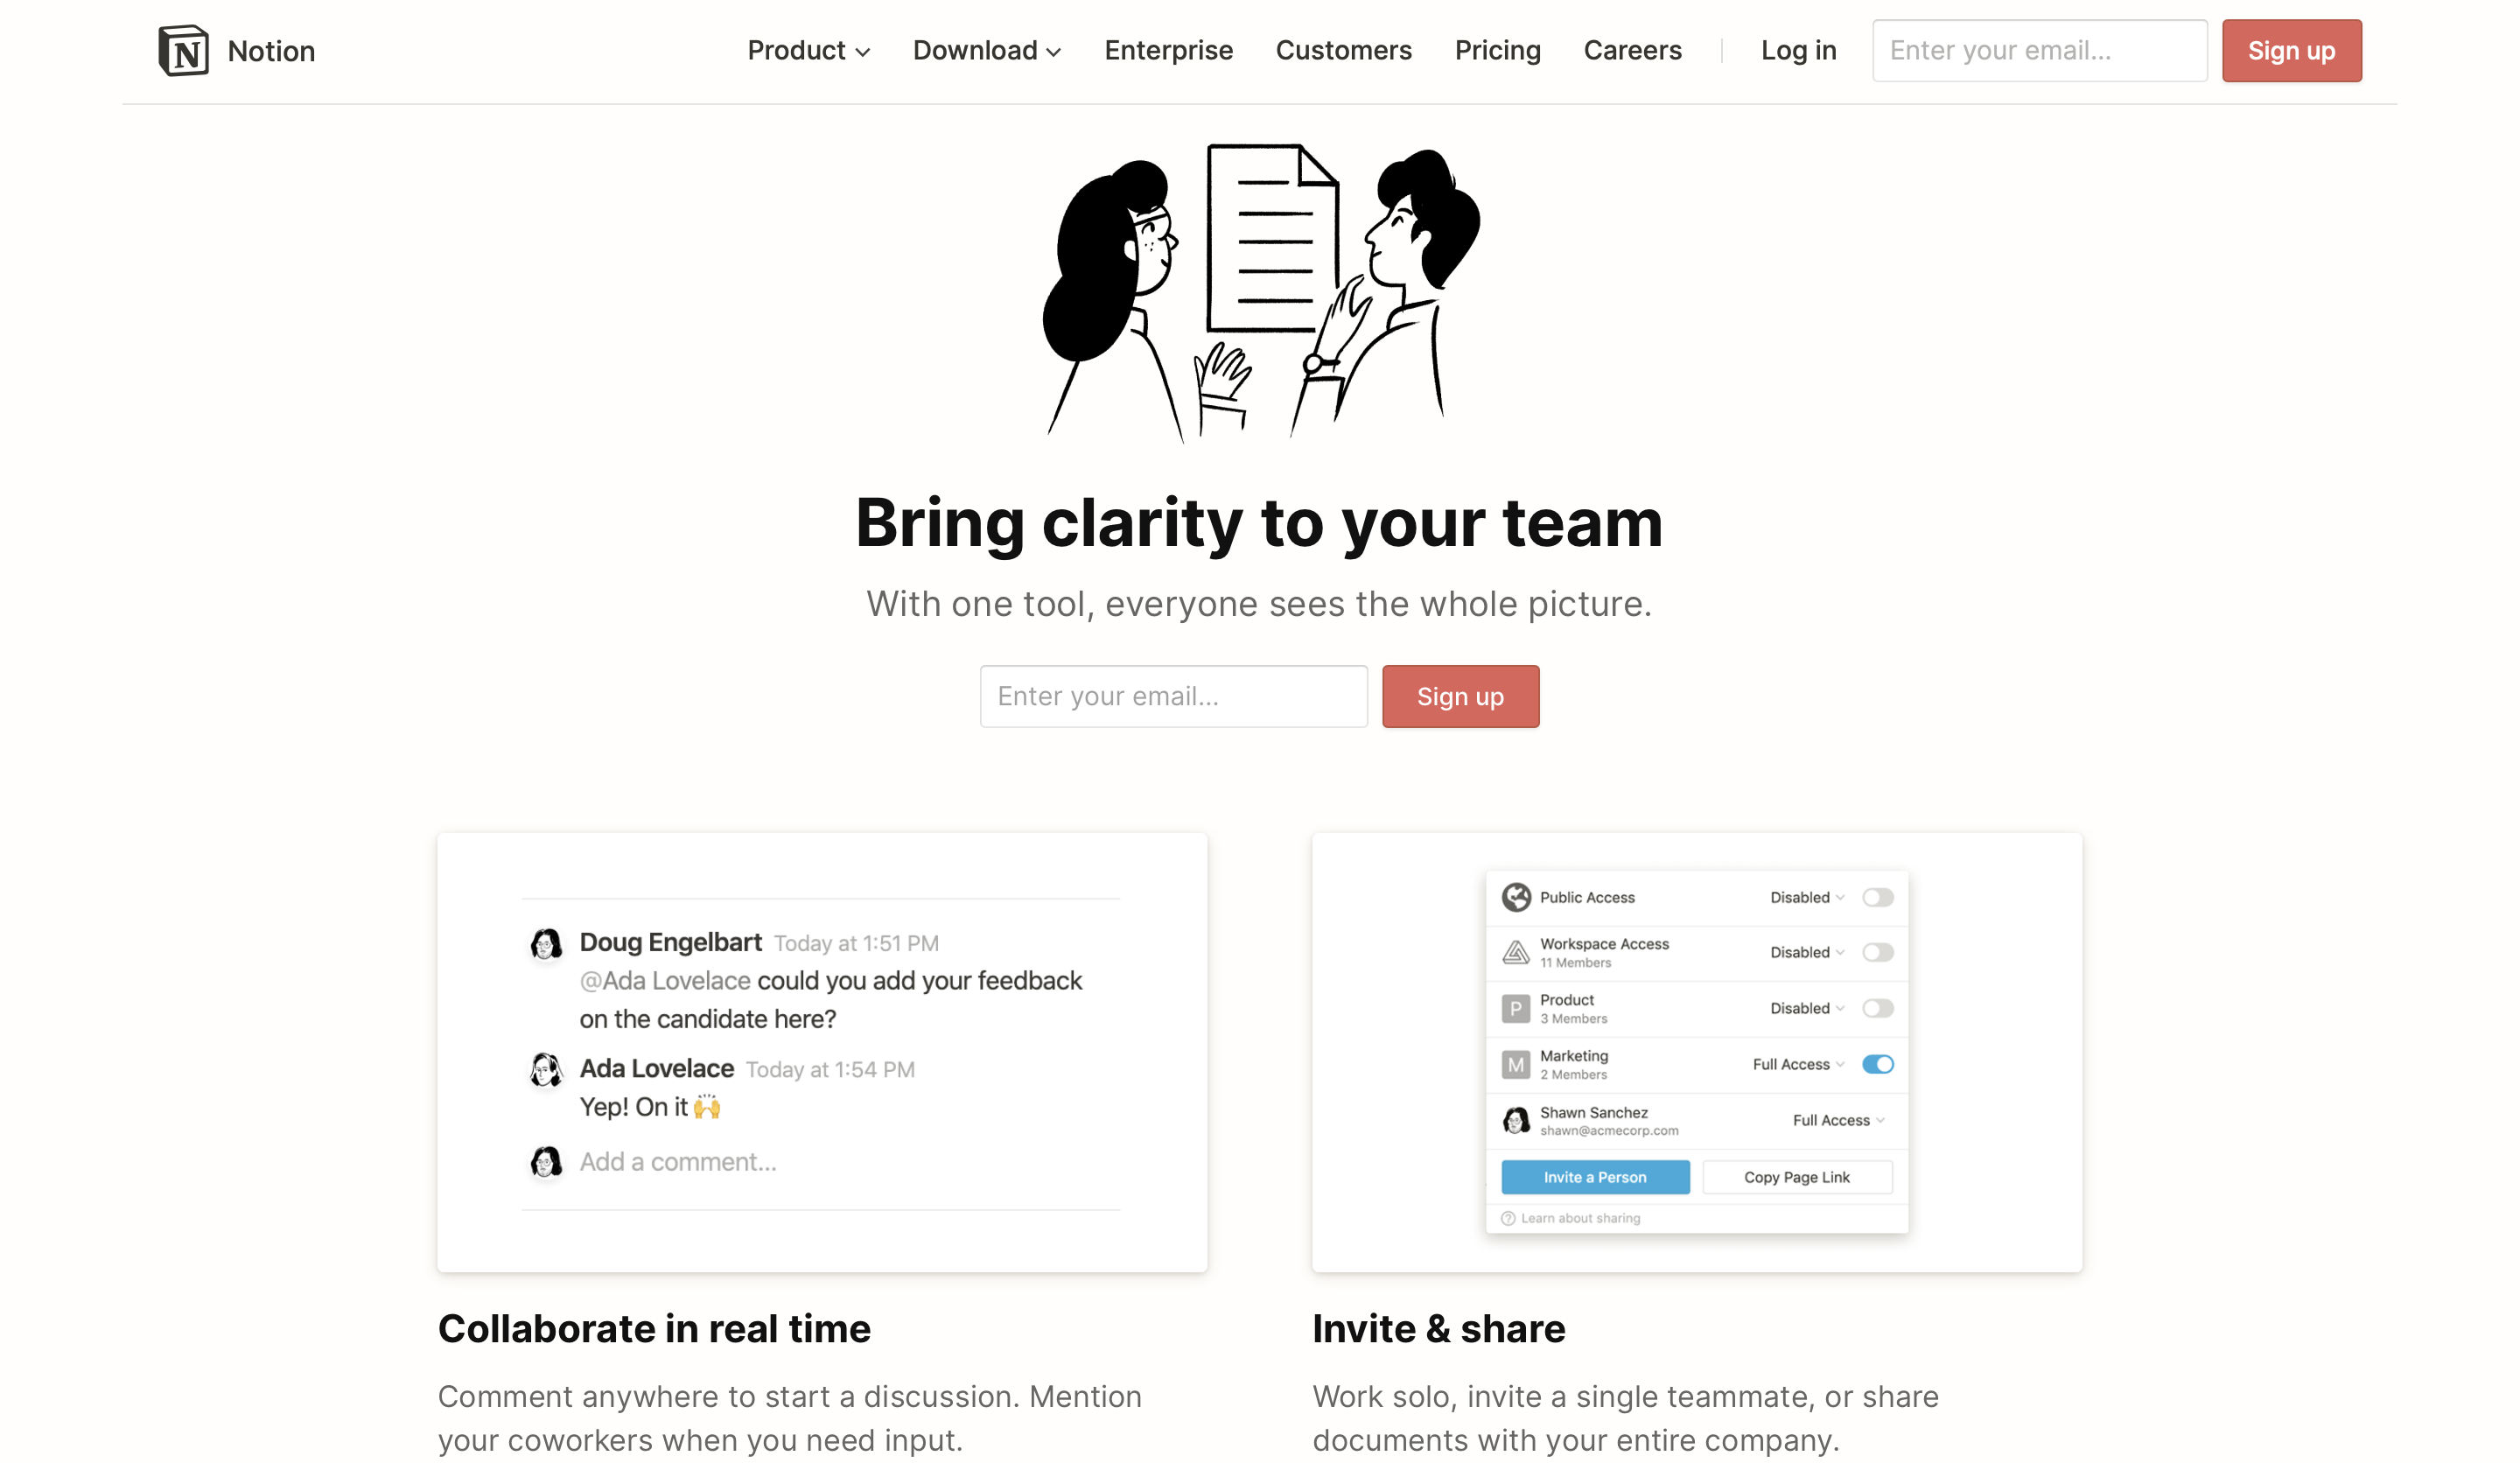 Notion
Product
Download
Enterprise
Customers
Pricing
Careers
Log in
Enter your email...
Sign up
Bring clarity to your team
With one tool, everyone sees the whole picture.
Enter your email...
Sign up
Doug Engelbart Today at 1:51 PM
@Ada Lovelace could you add your feedback
on the candidate here?
Ada Lovelace Today at 1:54 PM
Yep! On it 🙌
Add a comment...
Public Access Disabled
Workspace Access Disabled
11 Members
P Product Disabled
3 Members
M Marketing Full Access
2 Members
Shawn Sanchez Full Access
shawn@acmecorp.com
Invite a Person
Copy Page Link
? Learn about sharing
Collaborate in real time
Comment anywhere to start a discussion. Mention
your coworkers when you need input.
Invite & share
Work solo, invite a single teammate, or share
documents with your entire company.